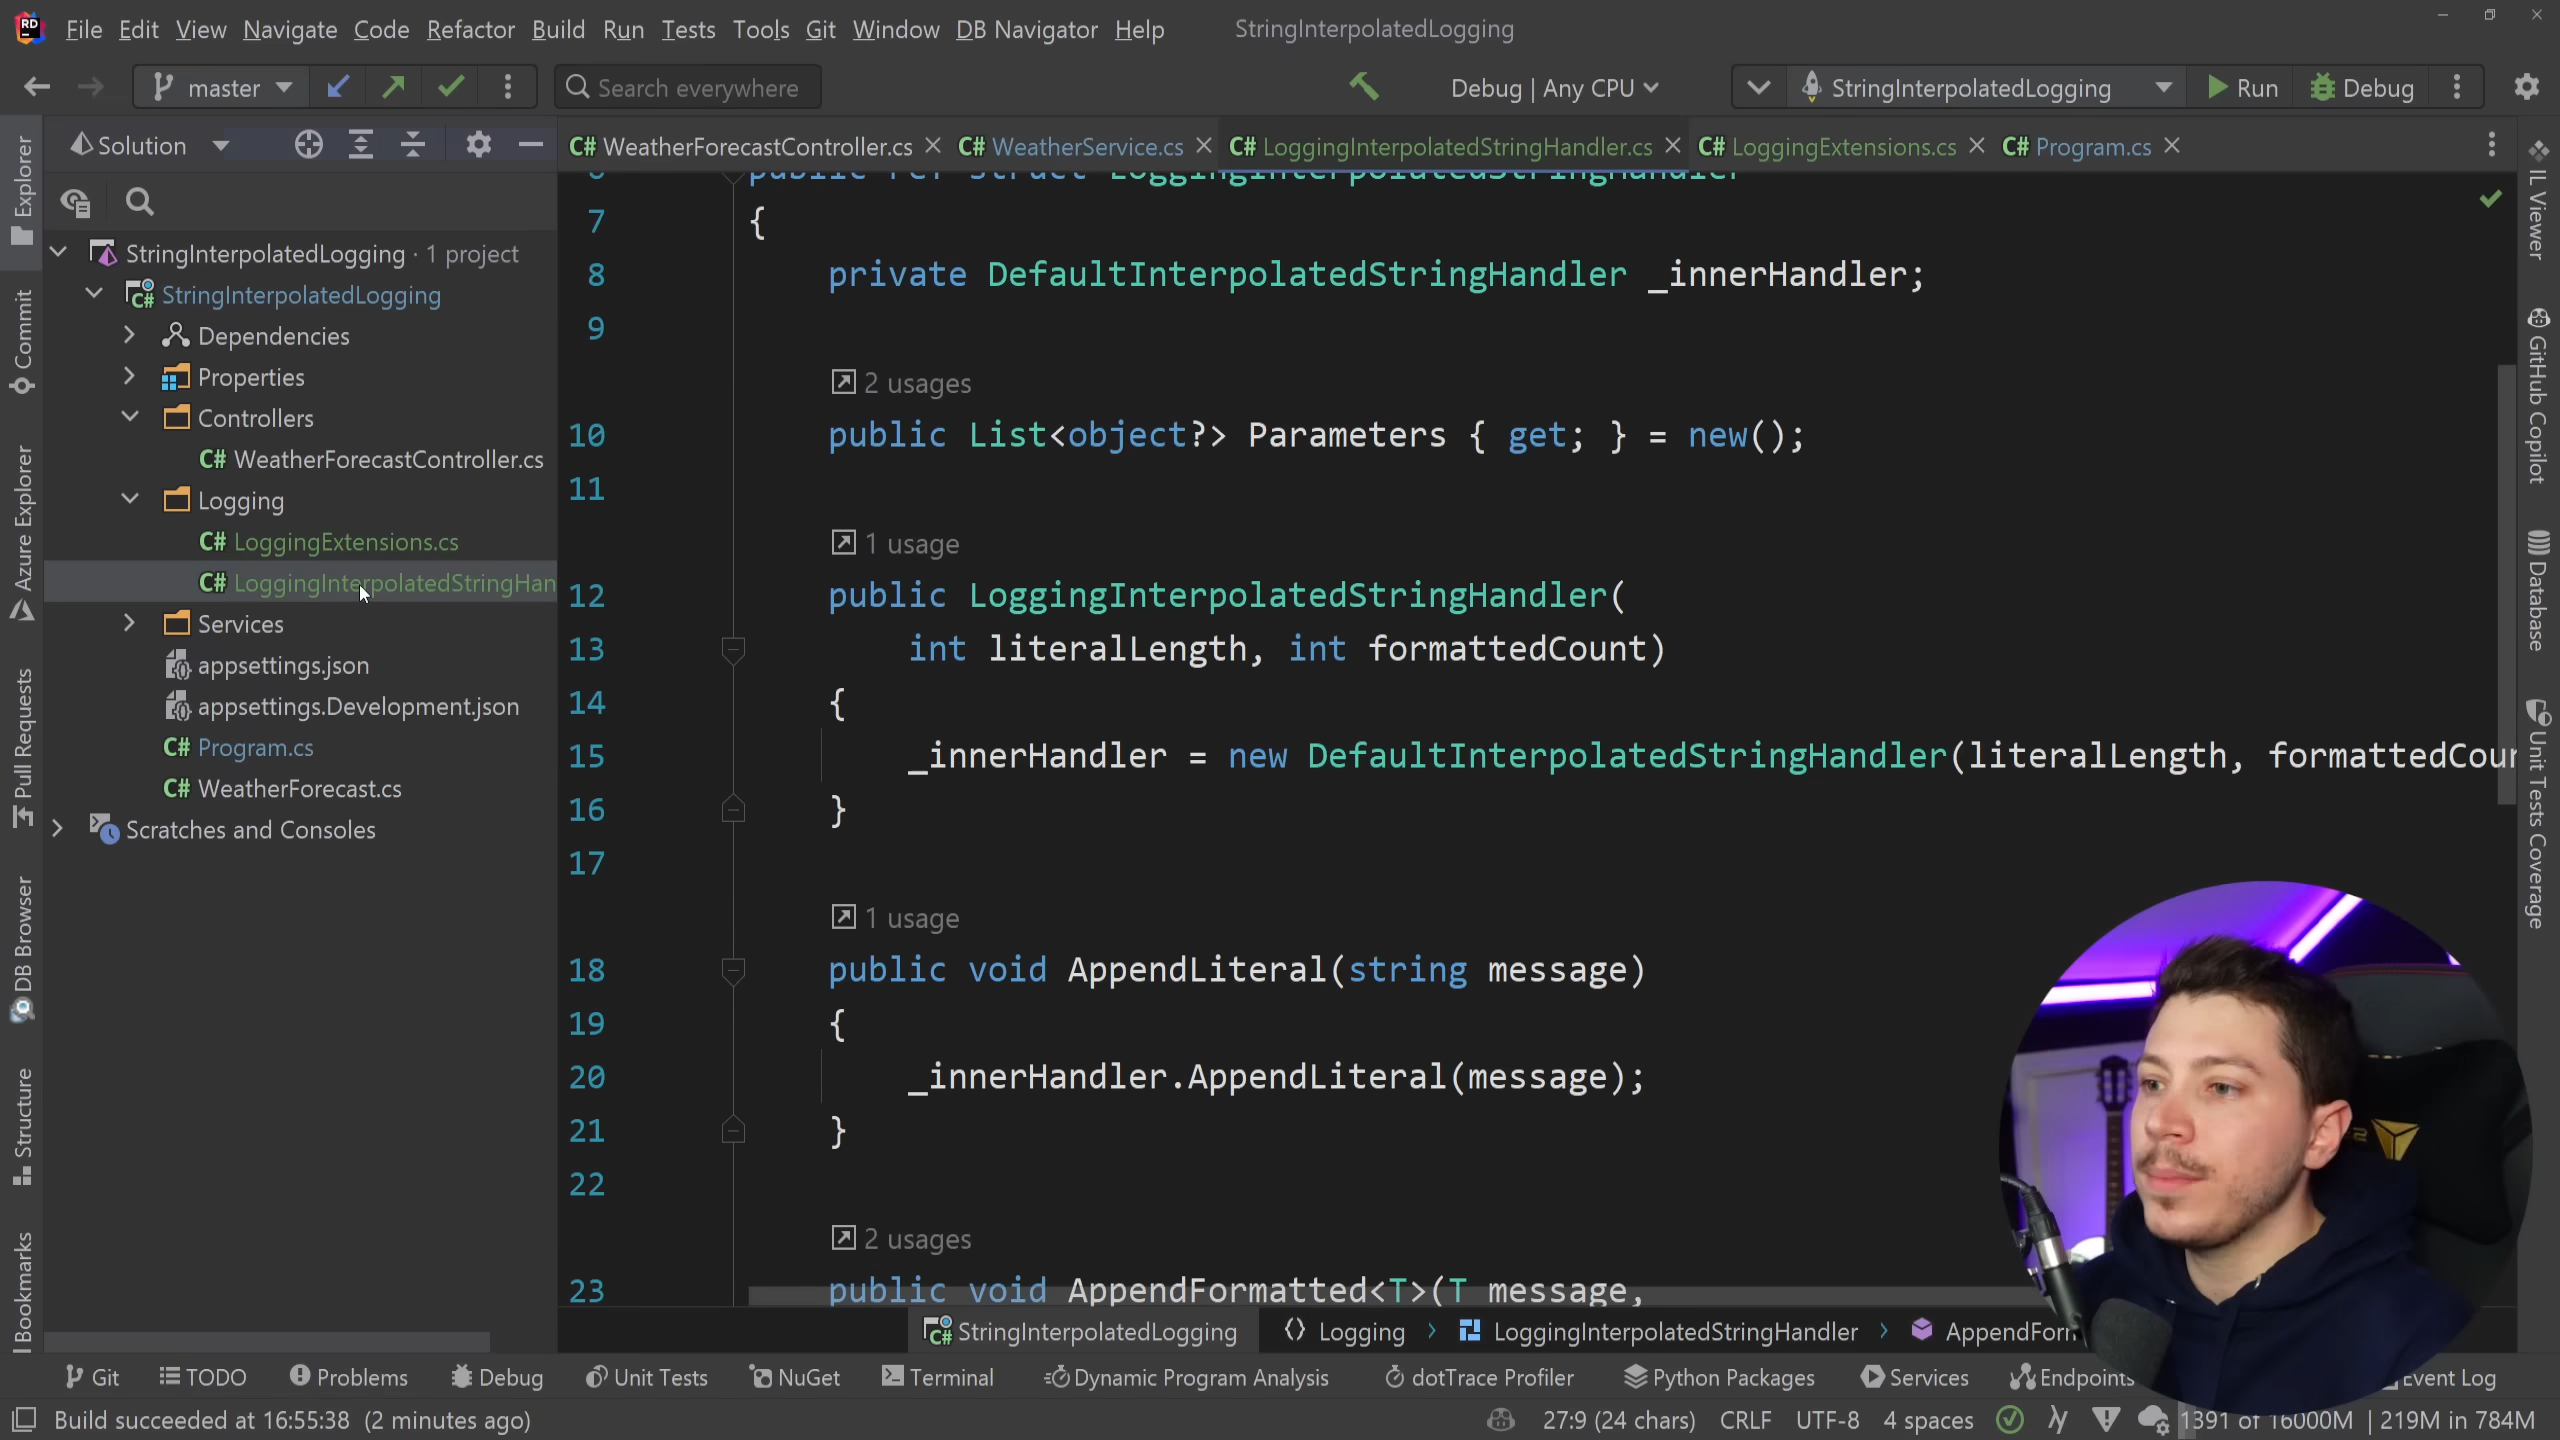 File Edit View Navigate Code Refactor Build Run Tests Tools Git Window DB Navigator Help StringInterpolatedLogging
master Search everywhere Debug | Any CPU StringInterpolatedLogging Run Debug
Solution
C# WeatherForecastController.cs C# WeatherService.cs C# LoggingInterpolatedStringHandler.cs C# LoggingExtensions.cs C# Program.cs
Explorer
Commit
Azure Explorer
Pull Requests
DB Browser
Structure
Bookmarks
StringInterpolatedLogging · 1 project
StringInterpolatedLogging
Dependencies
Properties
Controllers
C# WeatherForecastController.cs
Logging
C# LoggingExtensions.cs
C# LoggingInterpolatedStringHan
Services
appsettings.json
appsettings.Development.json
C# Program.cs
C# WeatherForecast.cs
Scratches and Consoles
6 public ref struct LoggingInterpolatedStringHandler
7 {
8 private DefaultInterpolatedStringHandler _innerHandler;
9
2 usages
10 public List<object?> Parameters { get; } = new();
11
1 usage
12 public LoggingInterpolatedStringHandler(
13 int literalLength, int formattedCount)
14 {
15 _innerHandler = new DefaultInterpolatedStringHandler(literalLength, formattedCoun
16 }
17
1 usage
18 public void AppendLiteral(string message)
19 {
20 _innerHandler.AppendLiteral(message);
21 }
22
2 usages
23 public void AppendFormatted<T>(T message,
IL Viewer
GitHub Copilot
Database
Unit Tests Coverage
StringInterpolatedLogging Logging LoggingInterpolatedStringHandler AppendForm
Git TODO Problems Debug Unit Tests NuGet Terminal Dynamic Program Analysis dotTrace Profiler Python Packages Services Endpoints Event Log
Build succeeded at 16:55:38 (2 minutes ago) 27:9 (24 chars) CRLF UTF-8 4 spaces 1391 of 16000M | 219M in 784M